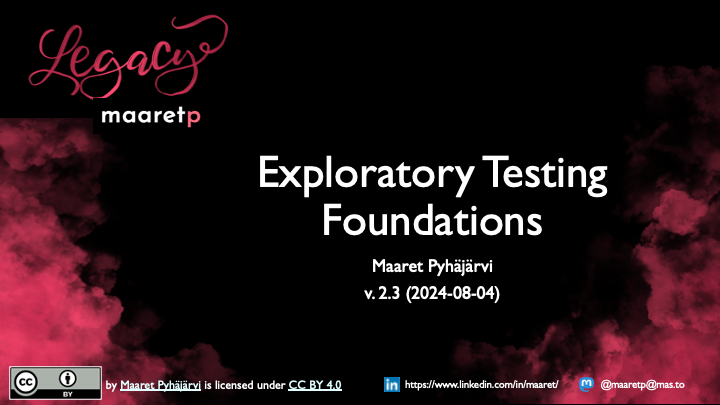 Legacy
maaretp
Exploratory Testing
Foundations
Maaret Pyhäjärvi
v. 2.3 (2024-08-04)
cc BY by Maaret Pyhäjärvi is licensed under CC BY 4.0 in https://www.linkedin.com/in/maaret/ m @maaretp@mas.to